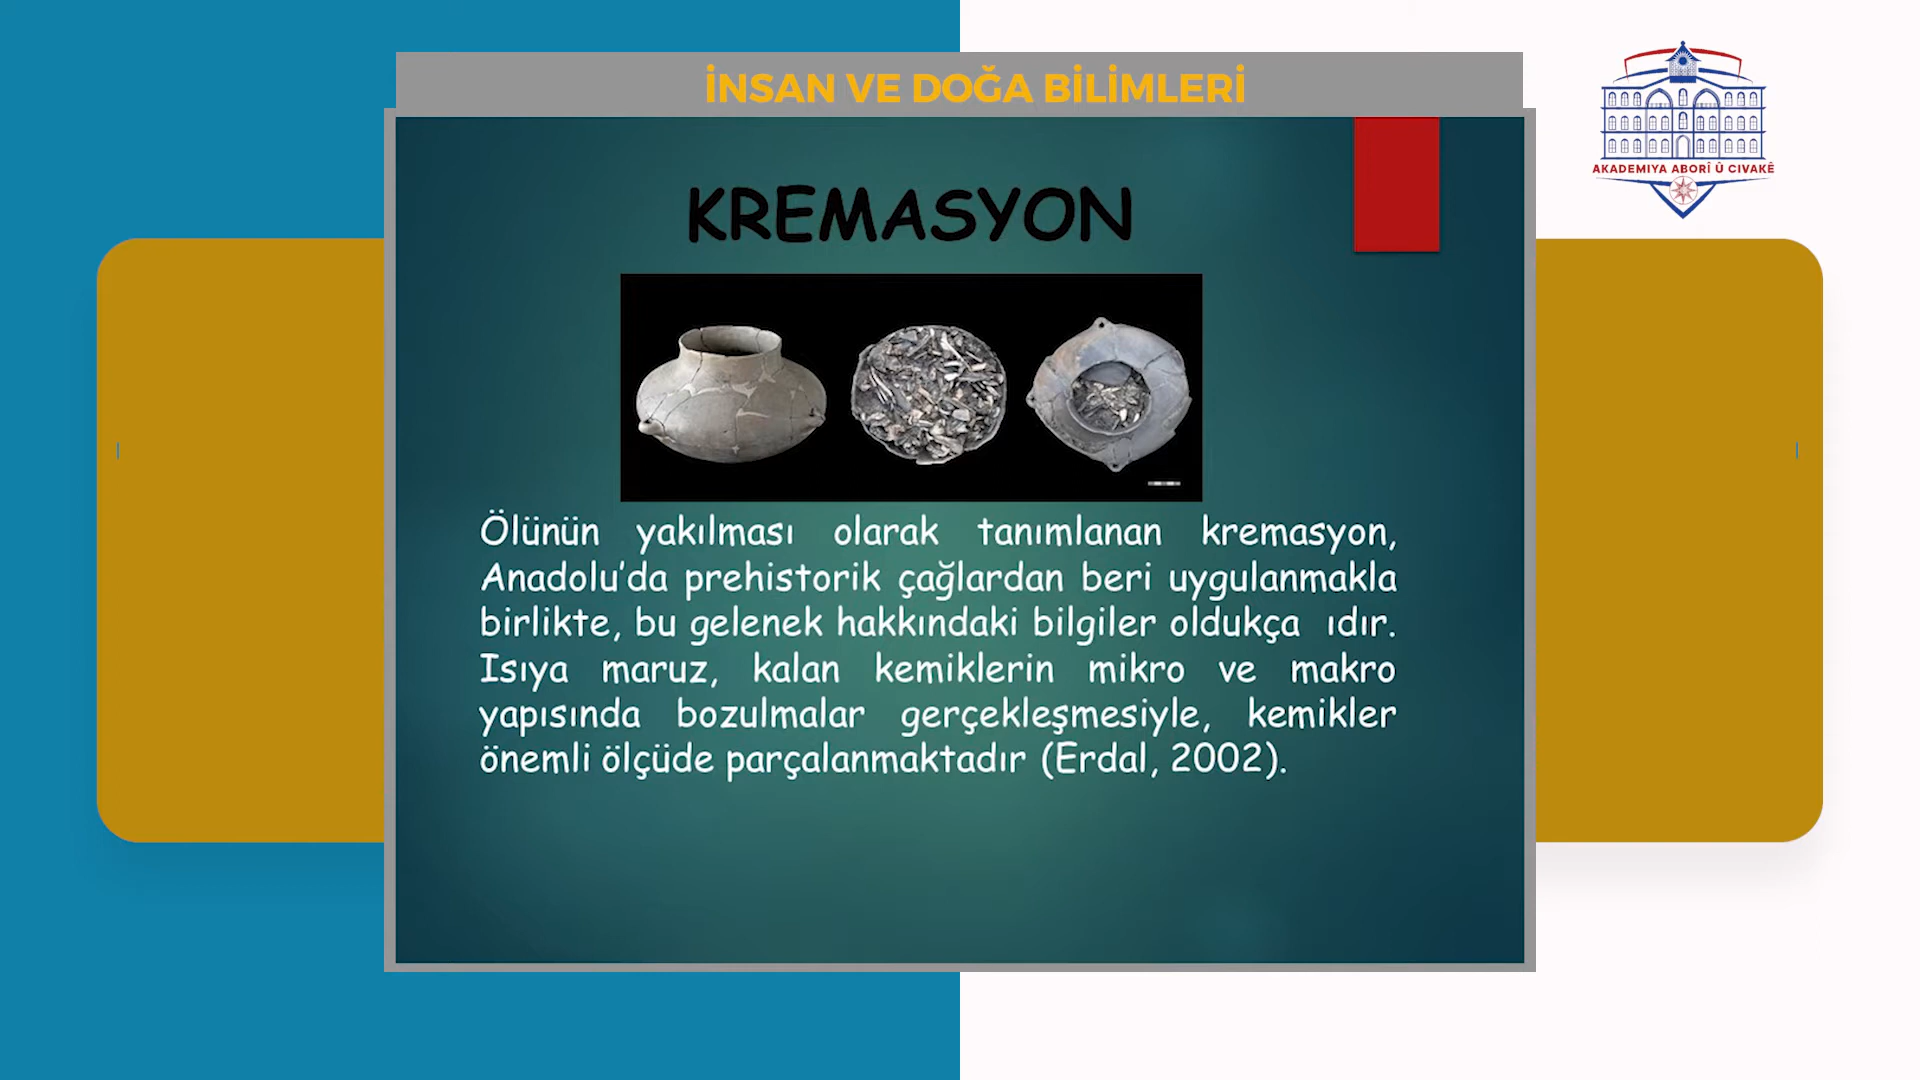 İNSAN VE DOĞA BİLİMLERİ
AKADEMIYA ABORÎ Û CIVAKÊ
KREMASYON
Ölünün yakılması olarak tanımlanan kremasyon,
Anadolu’da prehistorik çağlardan beri uygulanmakla
birlikte, bu gelenek hakkındaki bilgiler oldukça ıdır.
Isıya maruz, kalan kemiklerin mikro ve makro
yapısında bozulmalar gerçekleşmesiyle, kemikler
önemli ölçüde parçalanmaktadır (Erdal, 2002).